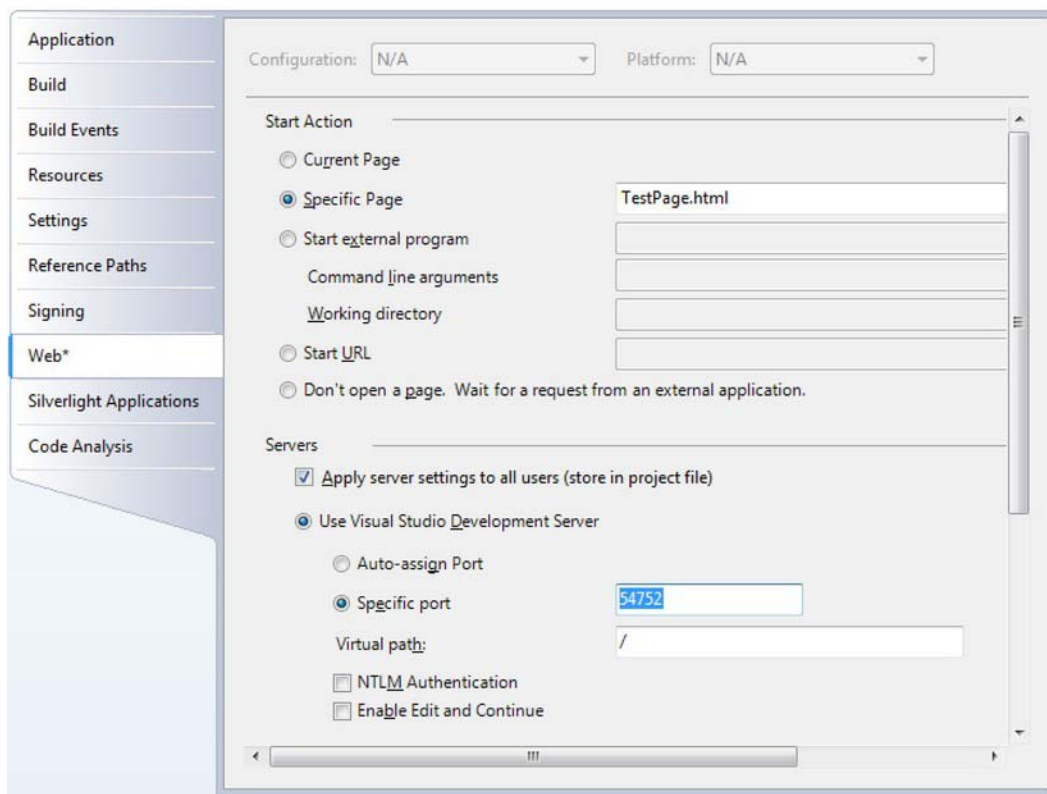 Application
Build
Build Events
Resources
Settings
Reference Paths
Signing
Web*
Silverlight Applications
Code Analysis
Configuration: N/A Platform: N/A
Start Action
Current Page
Specific Page TestPage.html
Start external program
Command line arguments
Working directory
Start URL
Don't open a page. Wait for a request from an external application.
Servers
Apply server settings to all users (store in project file)
Use Visual Studio Development Server
Auto-assign Port
Specific port 54752
Virtual path: /
NTLM Authentication
Enable Edit and Continue